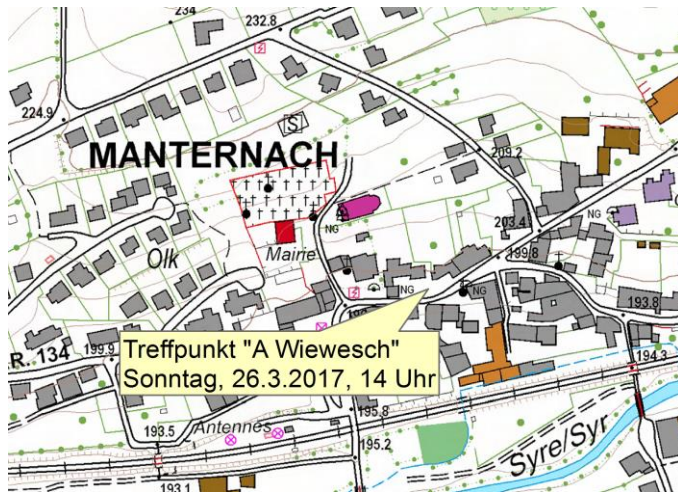 234
232.8
224.9
S
MANTERNACH
209.2
NG
203.4
NG
Mairie
Olk
199.8
NG
NG
193.8
Treffpunkt "A Wiewesch"
Sonntag, 26.3.2017, 14 Uhr
R. 134
199.9
194.3
195.8
Antennes
193.5
195.2
Syre/Syr
193.1